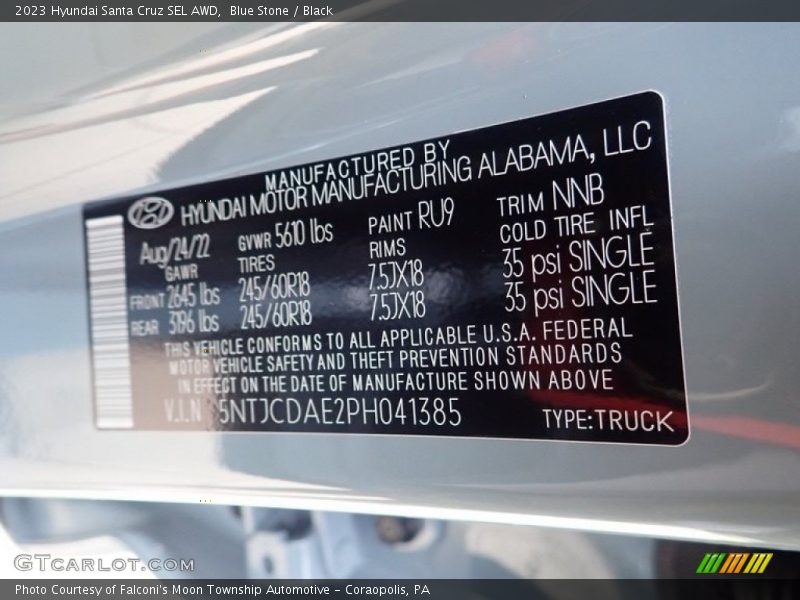 2023 Hyundai Santa Cruz SEL AWD,  Blue Stone / Black
MANUFACTURED BY
HYUNDAI MOTOR MANUFACTURING ALABAMA, LLC
Aug/24/22 GVWR 5610 lbs PAINT RU9 TRIM NNB
GAWR TIRES RIMS COLD TIRE INFL
FRONT 2645 lbs 245/60R18 7.5JX18 35 psi SINGLE
REAR 3196 lbs 245/60R18 7.5JX18 35 psi SINGLE
THIS VEHICLE CONFORMS TO ALL APPLICABLE U.S.A. FEDERAL
MOTOR VEHICLE SAFETY AND THEFT PREVENTION STANDARDS
IN EFFECT ON THE DATE OF MANUFACTURE SHOWN ABOVE
V.I.N 5NTJCDAE2PH041385 TYPE:TRUCK
GTCarLot.com
Photo Courtesy of Falconi's Moon Township Automotive - Coraopolis, PA